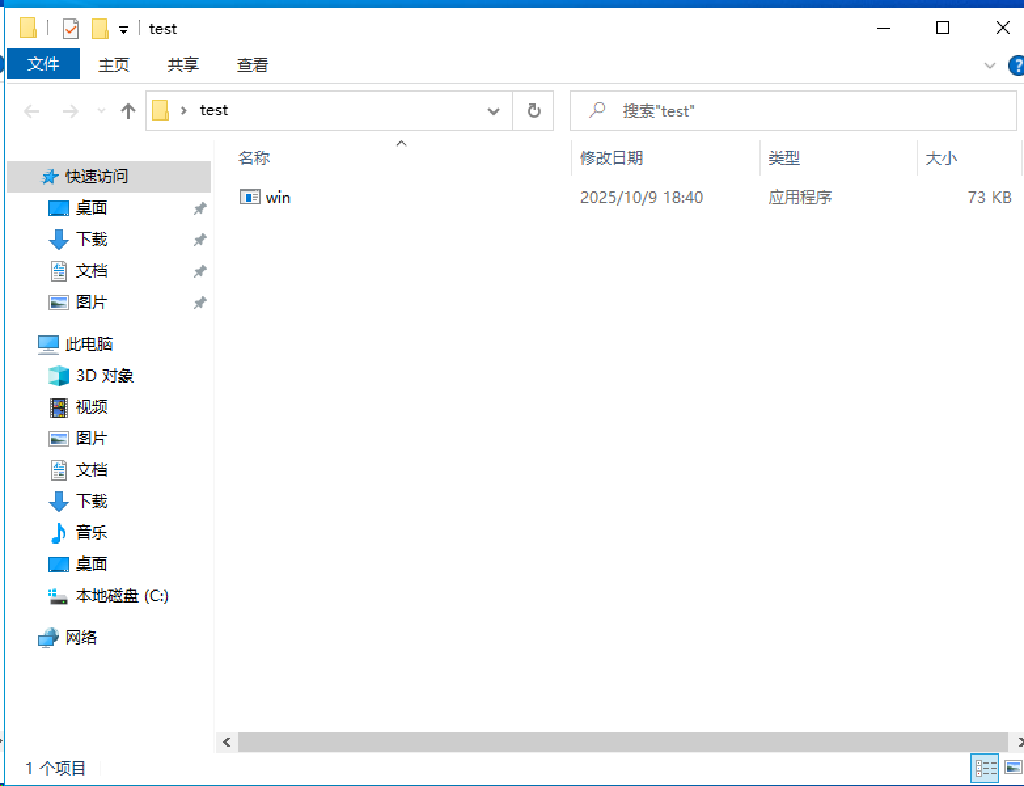 test
文件 主页 共享 查看
test 搜索"test"
名称 修改日期 类型 大小
win 2025/10/9 18:40 应用程序 73 KB
快速访问
桌面
下载
文档
图片
此电脑
3D 对象
视频
图片
文档
下载
音乐
桌面
本地磁盘 (C:)
网络
1 个项目